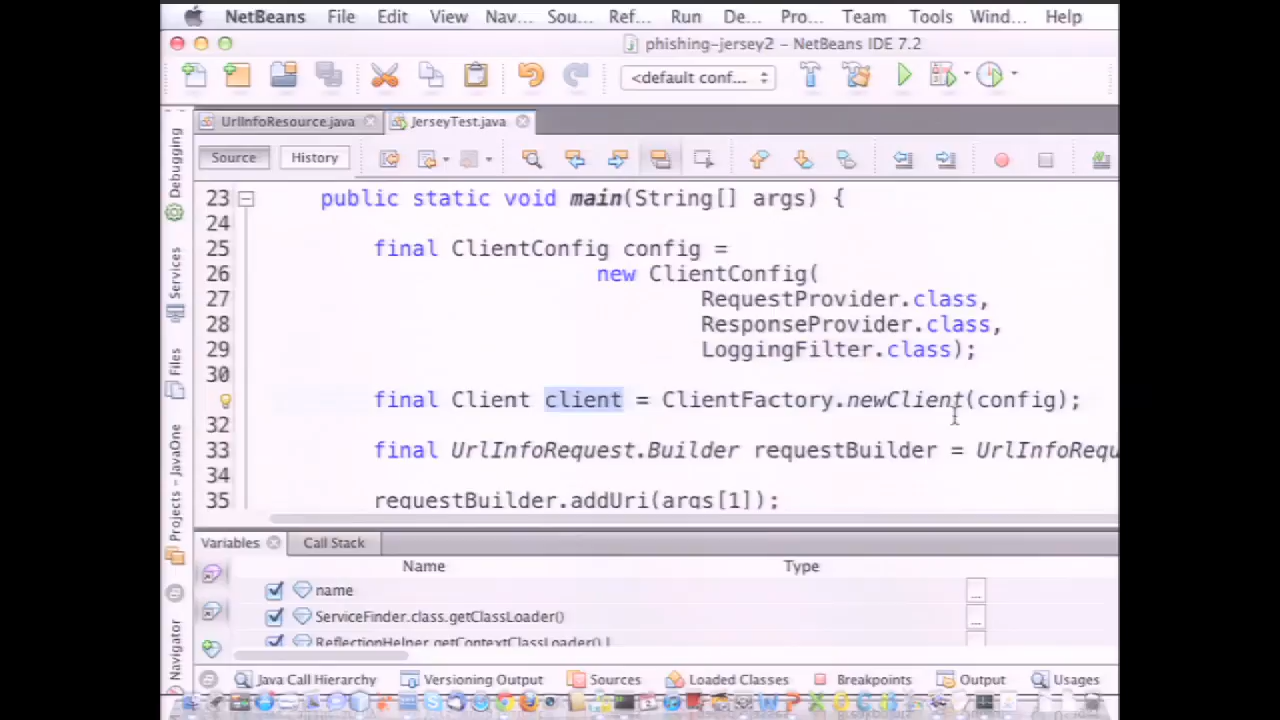 NetBeans File Edit View Nav... Sou... Ref... Run De... Pro... Team Tools Wind... Help
phishing-jersey2 – NetBeans IDE 7.2
<default conf...
UrlInfoResource.java JerseyTest.java
Source History
23 public static void main(String[] args) {
24
25 final ClientConfig config =
26 new ClientConfig(
27 RequestProvider.class,
28 ResponseProvider.class,
29 LoggingFilter.class);
30
final Client client = ClientFactory.newClient(config);
32
33 final UrlInfoRequest.Builder requestBuilder = UrlInfoRequ
34
35 requestBuilder.addUri(args[1]);
Debugging
Services
Files
Projects – JavaOne
Navigator
Variables Call Stack
Name Type
name ...
ServiceFinder.class.getClassLoader() ...
ReflectionHelper.getContextClassLoader()
Java Call Hierarchy Versioning Output Sources Loaded Classes Breakpoints Output Usages